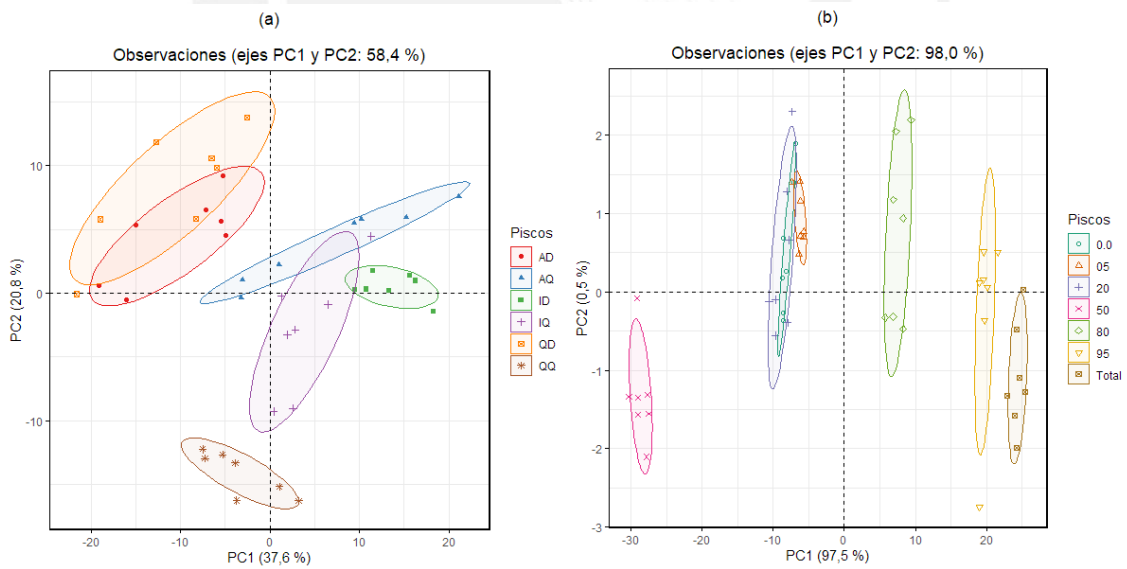 (a)
Observaciones (ejes PC1 y PC2: 58,4 %)
10
0
-10
-20
-10
0
10
20
PC2 (20,8 %)
PC1 (37,6 %)
Piscos
AD
AQ
ID
IQ
QD
QQ
(b)
Observaciones (ejes PC1 y PC2: 98,0 %)
2
1
0
-1
-2
-3
-30
-20
-10
0
10
20
PC2 (0,5 %)
PC1 (97,5 %)
Piscos
0.0
05
20
50
80
95
Total